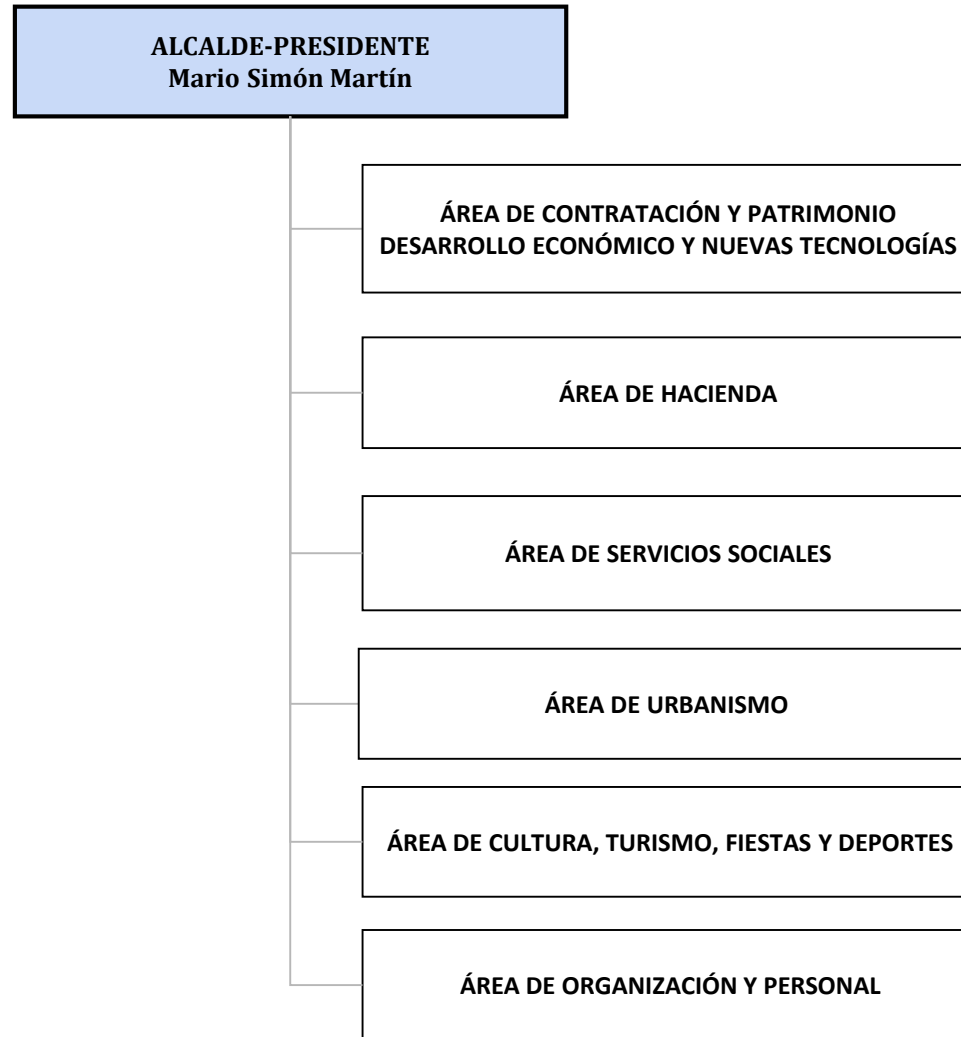 ALCALDE-PRESIDENTE
Mario Simón Martín
ÁREA DE CONTRATACIÓN Y PATRIMONIO
DESARROLLO ECONÓMICO Y NUEVAS TECNOLOGÍAS
ÁREA DE HACIENDA
ÁREA DE SERVICIOS SOCIALES
ÁREA DE URBANISMO
ÁREA DE CULTURA, TURISMO, FIESTAS Y DEPORTES
ÁREA DE ORGANIZACIÓN Y PERSONAL